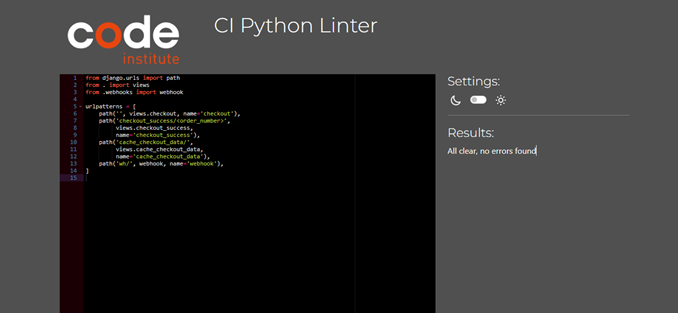 code
institute
CI Python Linter
1 from django.urls import path
2 from . import views
3 from .webhooks import webhook
4
5 urlpatterns = [
6 path('', views.checkout, name='checkout'),
7 path('checkout_success/<order_number>',
8 views.checkout_success,
9 name='checkout_success'),
10 path('cache_checkout_data/',
11 views.cache_checkout_data,
12 name='cache_checkout_data'),
13 path('wh/', webhook, name='webhook'),
14 ]
15
Settings:
Results:
All clear, no errors found